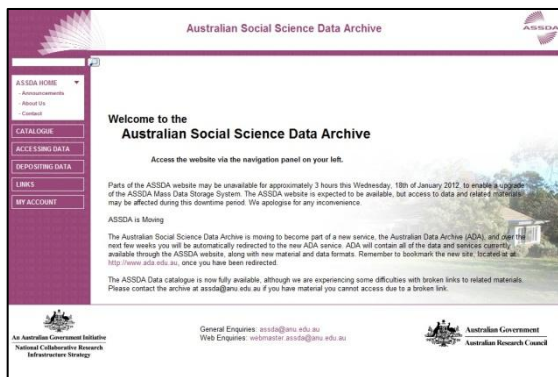 Australian Social Science Data Archive
ASSDA
ASSDA HOME
- Announcements
- About Us
- Contact
CATALOGUE
ACCESSING DATA
DEPOSITING DATA
LINKS
MY ACCOUNT
Welcome to the
Australian Social Science Data Archive
Access the website via the navigation panel on your left.
Parts of the ASSDA website may be unavailable for approximately 3 hours this Wednesday, 18th of January 2012, to enable a upgrade
of the ASSDA Mass Data Storage System. The ASSDA website is expected to be available, but access to data and related materials
may be affected during this downtime period. We apologise for any inconvenience.
ASSDA is Moving
The Australian Social Science Data Archive is moving to become part of a new service, the Australian Data Archive (ADA), and over the
next few weeks you will be automatically redirected to the new ADA service. ADA will contain all of the data and services currently
available through the ASSDA website, along with new material and data formats. Remember to bookmark the new site, located at at:
http://www.ada.edu.au, once you have been redirected.
The ASSDA Data catalogue is now fully available, although we are experiencing some difficulties with broken links to related materials.
Please contact the archive at assda@anu.edu.au if you have material you cannot access due to a broken link.
An Australian Government Initiative
National Collaborative Research
Infrastructure Strategy
General Enquiries: assda@anu.edu.au
Web Enquiries: webmaster.assda@anu.edu.au
Australian Government
Australian Research Council